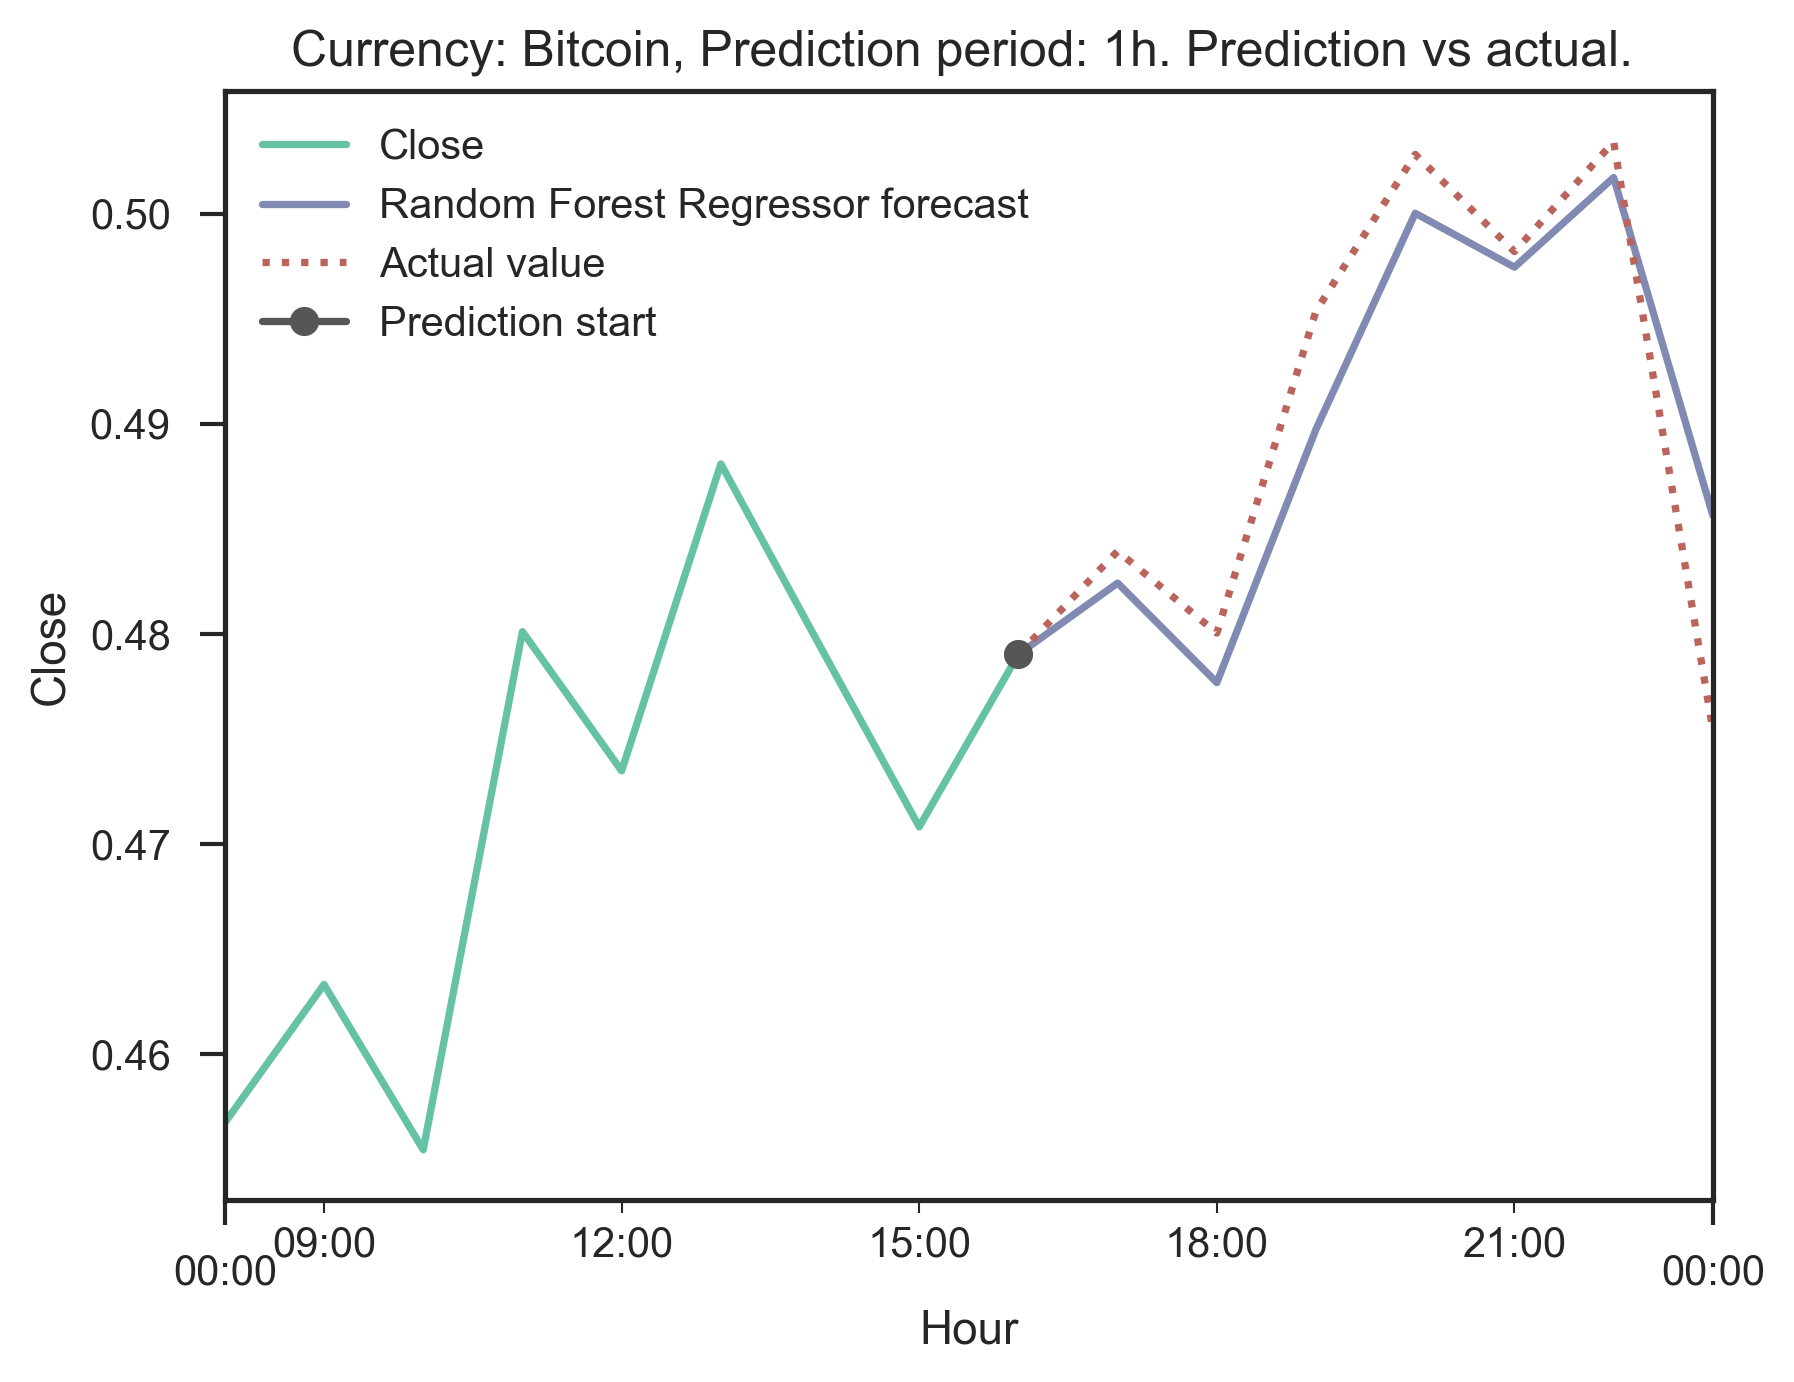 Currency: Bitcoin, Prediction period: 1h. Prediction vs actual.
Close
Random Forest Regressor forecast
Actual value
Prediction start
0.50
0.49
0.48
0.47
0.46
Close
09:00 12:00 15:00 18:00 21:00
00:00 00:00
Hour